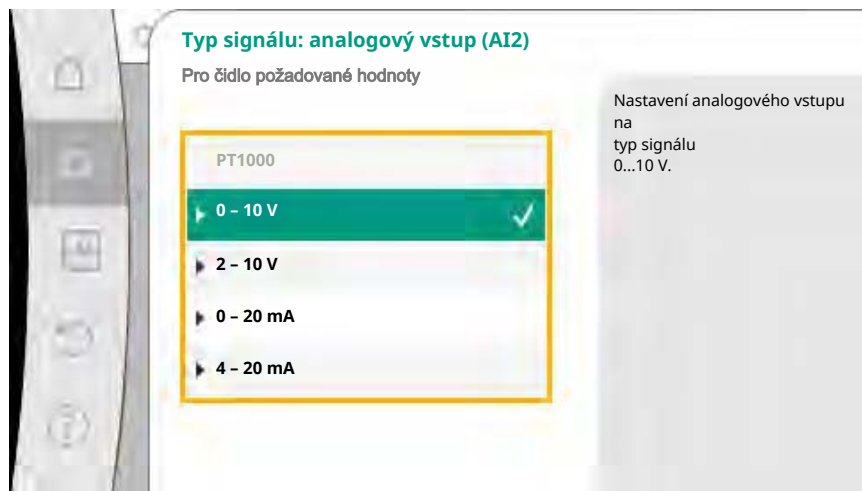 Typ signálu: analogový vstup (AI2)
Pro čidlo požadované hodnoty
PT1000
0 – 10 V
2 – 10 V
0 – 20 mA
4 – 20 mA
Nastavení analogového vstupu
na
typ signálu
0...10 V.